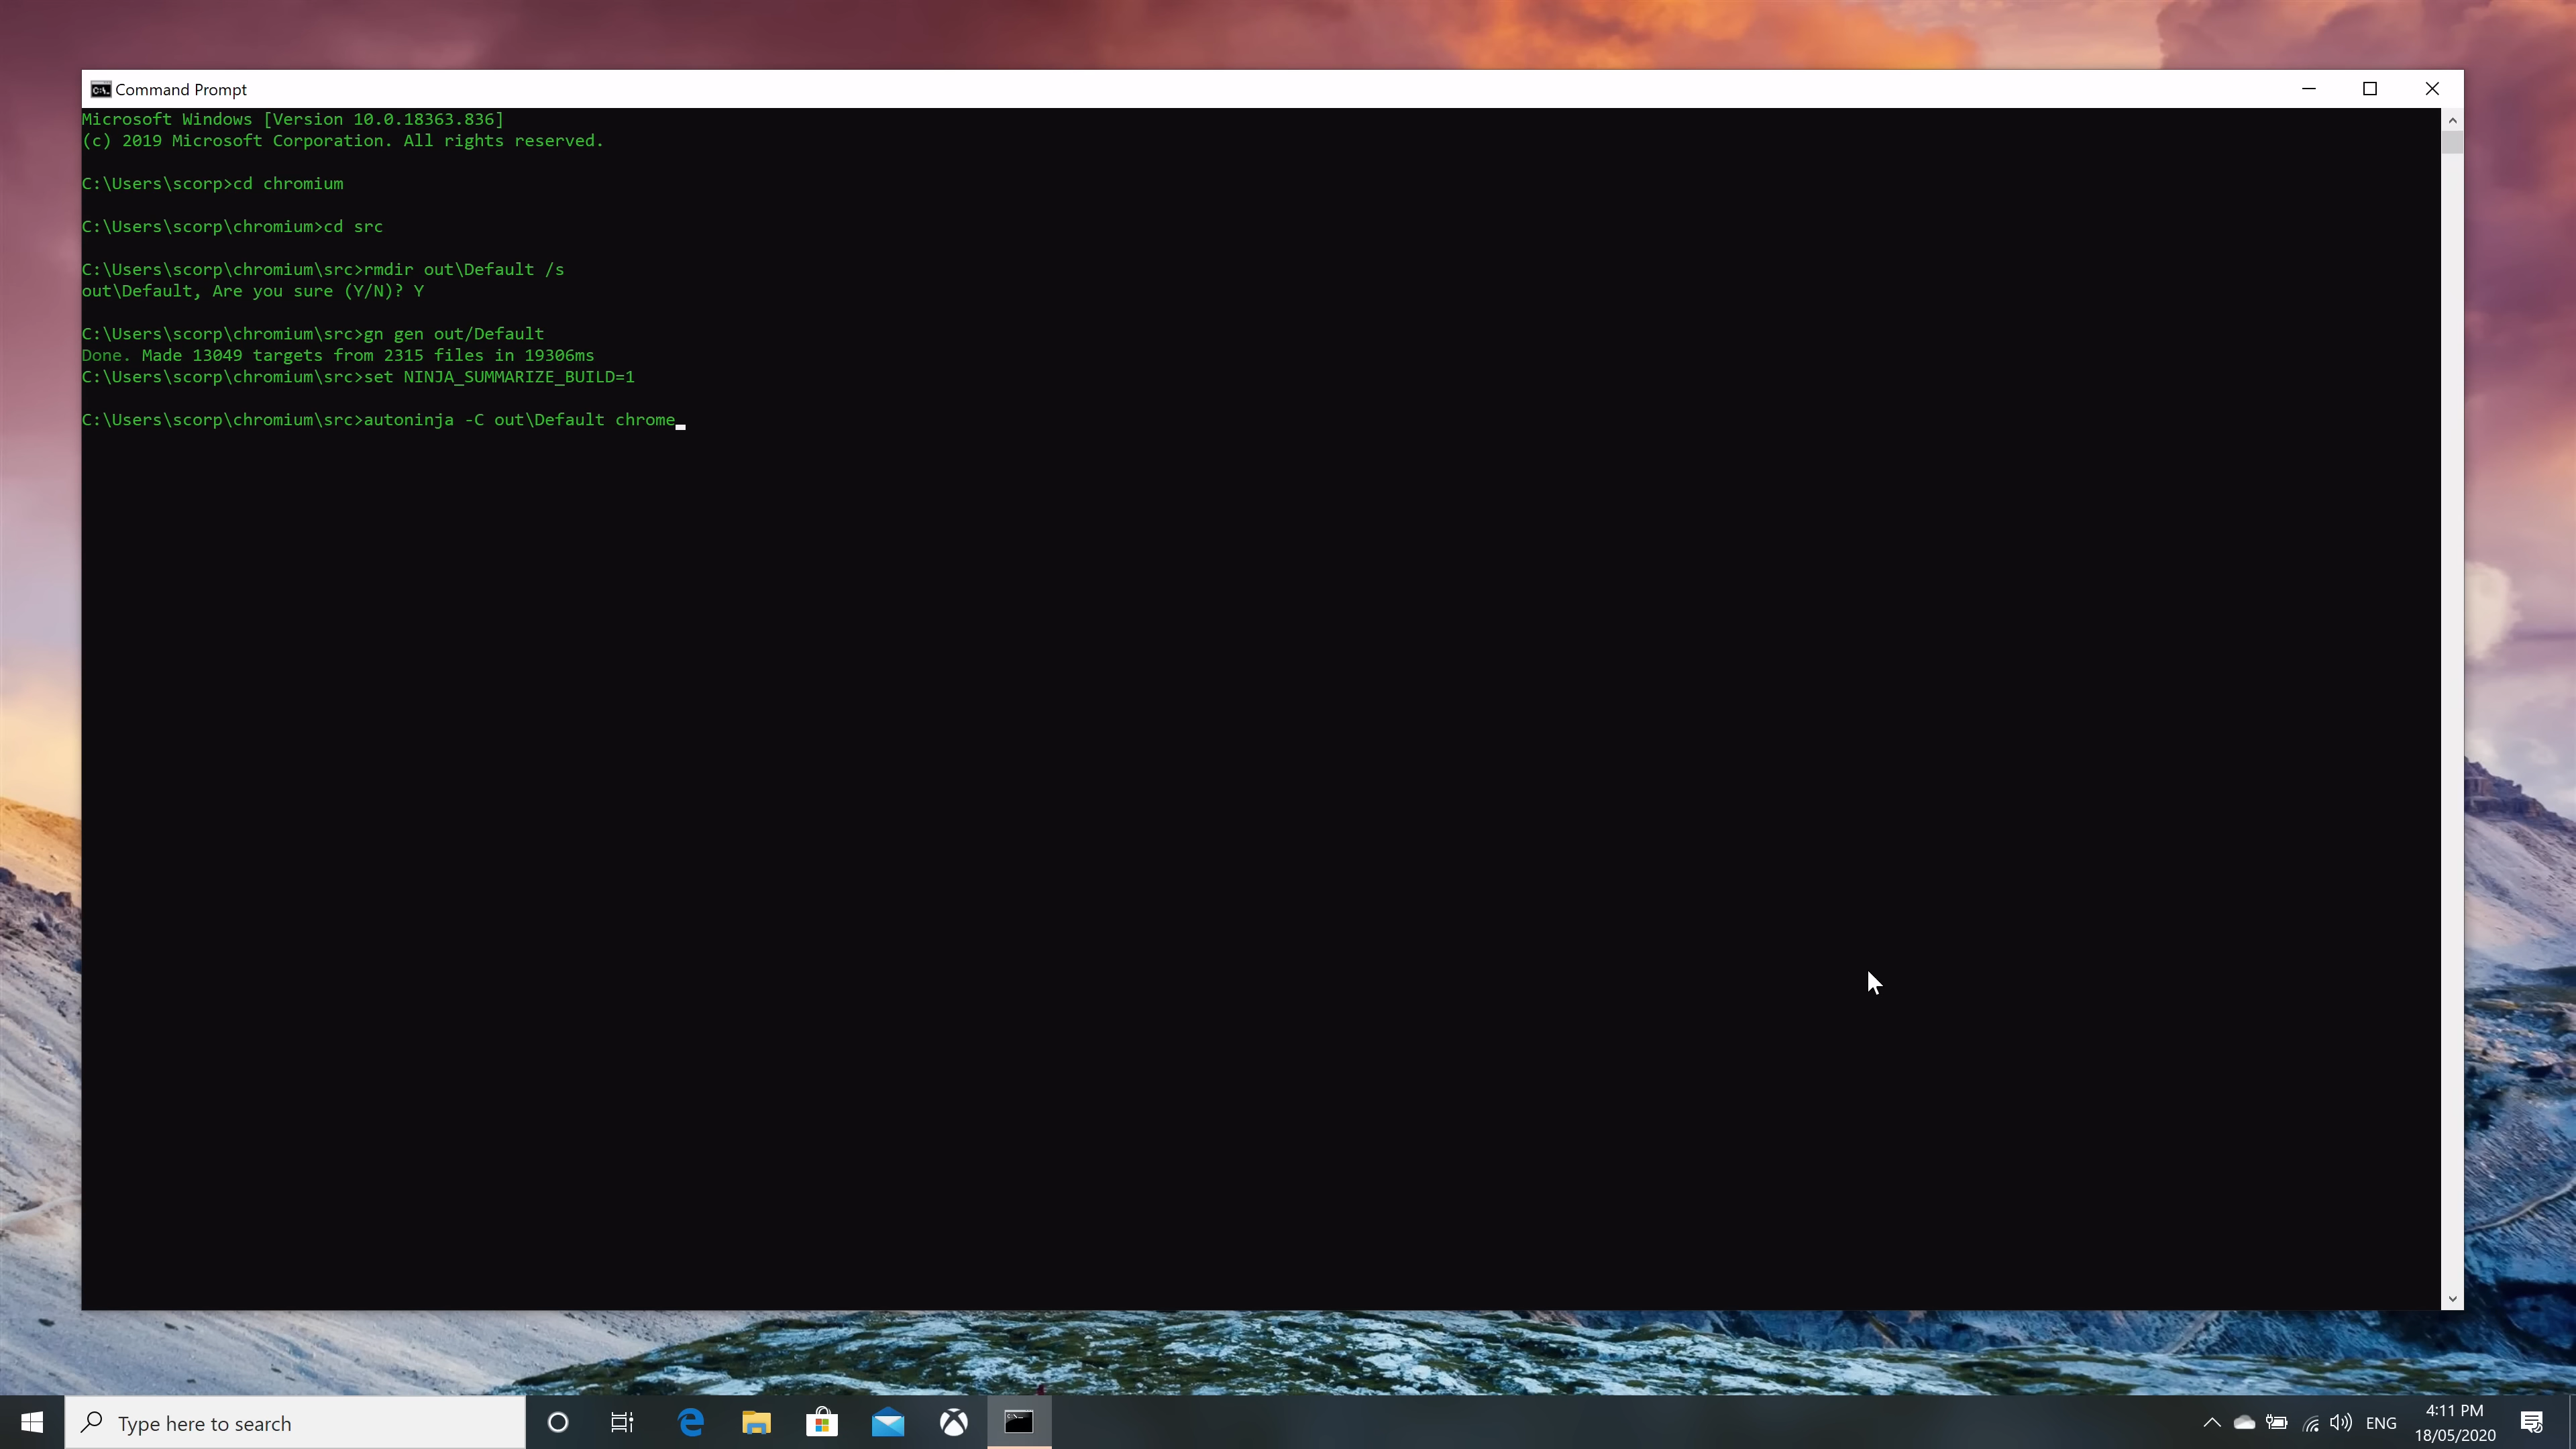 Command Prompt
Microsoft Windows [Version 10.0.18363.836]
(c) 2019 Microsoft Corporation. All rights reserved.
C:\Users\scorp>cd chromium
C:\Users\scorp\chromium>cd src
C:\Users\scorp\chromium\src>rmdir out\Default /s
out\Default, Are you sure (Y/N)? Y
C:\Users\scorp\chromium\src>gn gen out/Default
Done. Made 13049 targets from 2315 files in 19306ms
C:\Users\scorp\chromium\src>set NINJA_SUMMARIZE_BUILD=1
C:\Users\scorp\chromium\src>autoninja -C out\Default chrome
Type here to search
ENG
4:11 PM
18/05/2020